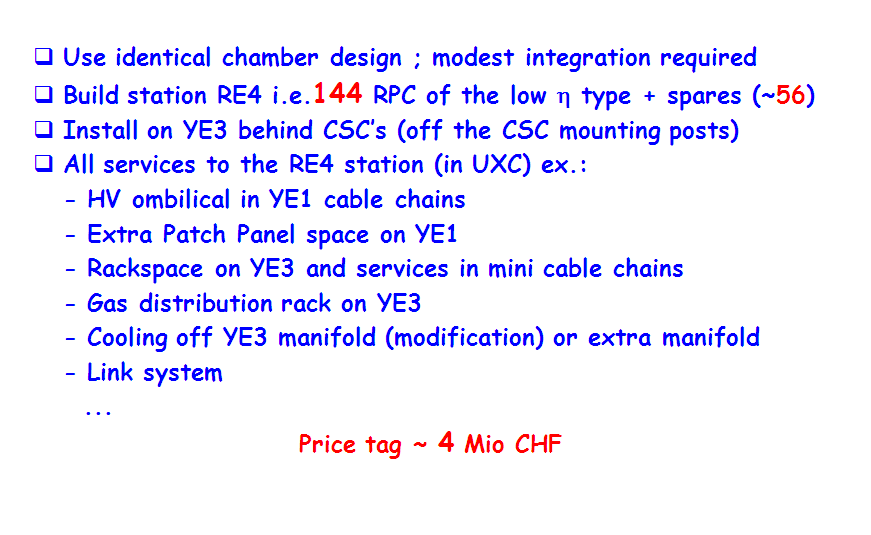 ❑ Use identical chamber design ; modest integration required
❑ Build station RE4 i.e.144 RPC of the low η type + spares (~56)
❑ Install on YE3 behind CSC's (off the CSC mounting posts)
❑ All services to the RE4 station (in UXC) ex.:
- HV ombilical in YE1 cable chains
- Extra Patch Panel space on YE1
- Rackspace on YE3 and services in mini cable chains
- Gas distribution rack on YE3
- Cooling off YE3 manifold (modification) or extra manifold
- Link system
...
Price tag ~ 4 Mio CHF